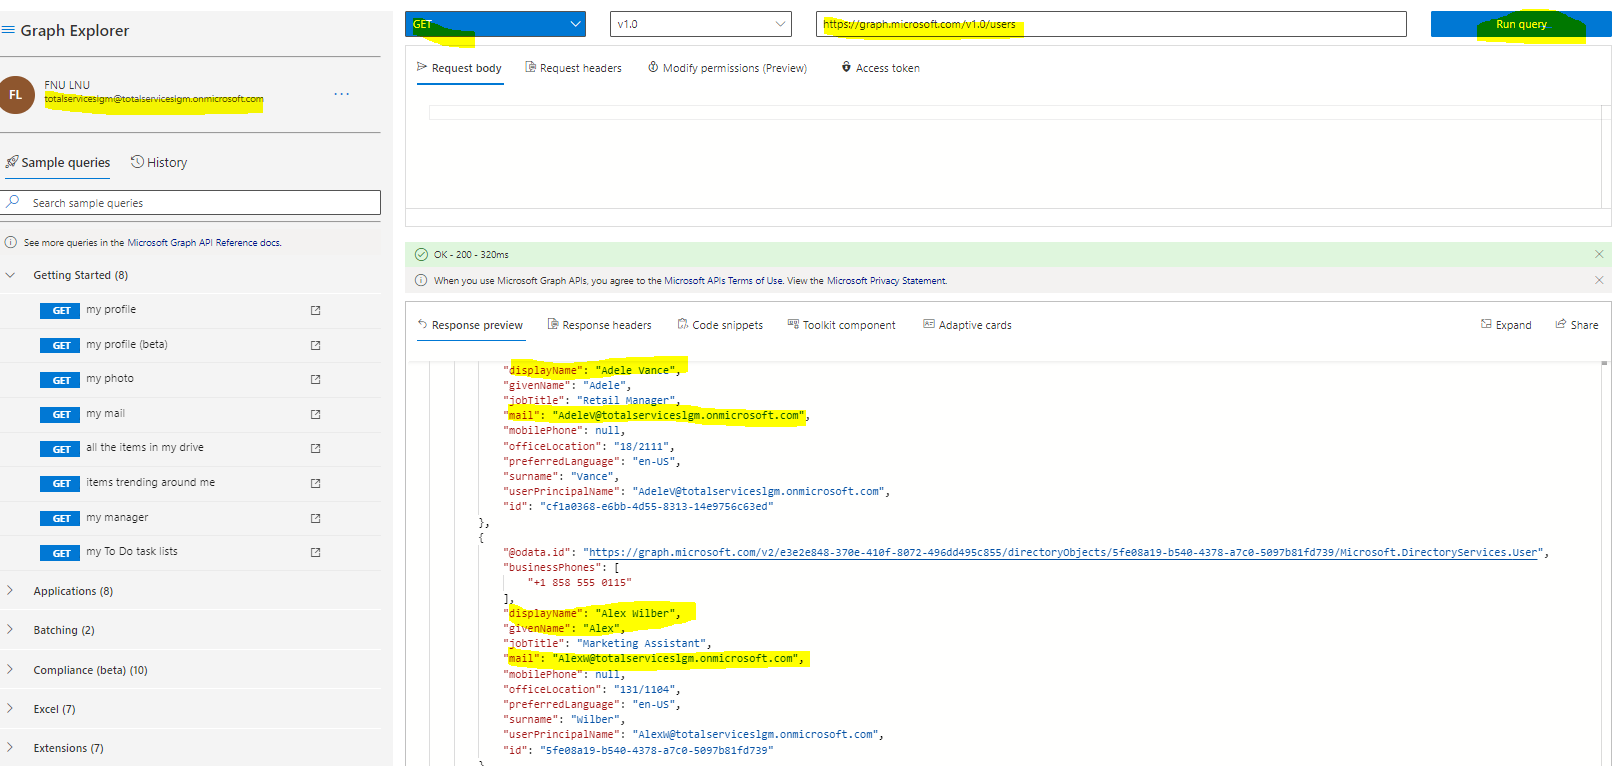 Graph Explorer
FL
FNU LNU
totalserviceslgm@totalserviceslgm.onmicrosoft.com
...
Sample queries
History
Search sample queries
See more queries in the Microsoft Graph API Reference docs.
Getting Started (8)
GET my profile
GET my profile (beta)
GET my photo
GET my mail
GET all the items in my drive
GET items trending around me
GET my manager
GET my To Do task lists
Applications (8)
Batching (2)
Compliance (beta) (10)
Excel (7)
Extensions (7)
GET
v1.0
https://graph.microsoft.com/v1.0/users
Run query
Request body
Request headers
Modify permissions (Preview)
Access token
OK - 200 - 320ms
When you use Microsoft Graph APIs, you agree to the Microsoft APIs Terms of Use. View the Microsoft Privacy Statement.
Response preview
Response headers
Code snippets
Toolkit component
Adaptive cards
Expand
Share
"displayName": "Adele Vance",
"givenName": "Adele",
"jobTitle": "Retail Manager",
"mail": "AdeleV@totalserviceslgm.onmicrosoft.com",
"mobilePhone": null,
"officeLocation": "18/2111",
"preferredLanguage": "en-US",
"surname": "Vance",
"userPrincipalName": "AdeleV@totalserviceslgm.onmicrosoft.com",
"id": "cf1a0368-e6bb-4d55-8313-14e9756c63ed"
},
{
"@odata.id": "https://graph.microsoft.com/v2/e3e2e848-370e-410f-8072-496dd495c855/directoryObjects/5fe08a19-b540-4378-a7c0-5097b81fd739/Microsoft.DirectoryServices.User",
"businessPhones": [
"+1 858 555 0115"
],
"displayName": "Alex Wilber",
"givenName": "Alex",
"jobTitle": "Marketing Assistant",
"mail": "AlexW@totalserviceslgm.onmicrosoft.com",
"mobilePhone": null,
"officeLocation": "131/1104",
"preferredLanguage": "en-US",
"surname": "Wilber",
"userPrincipalName": "AlexW@totalserviceslgm.onmicrosoft.com",
"id": "5fe08a19-b540-4378-a7c0-5097b81fd739"